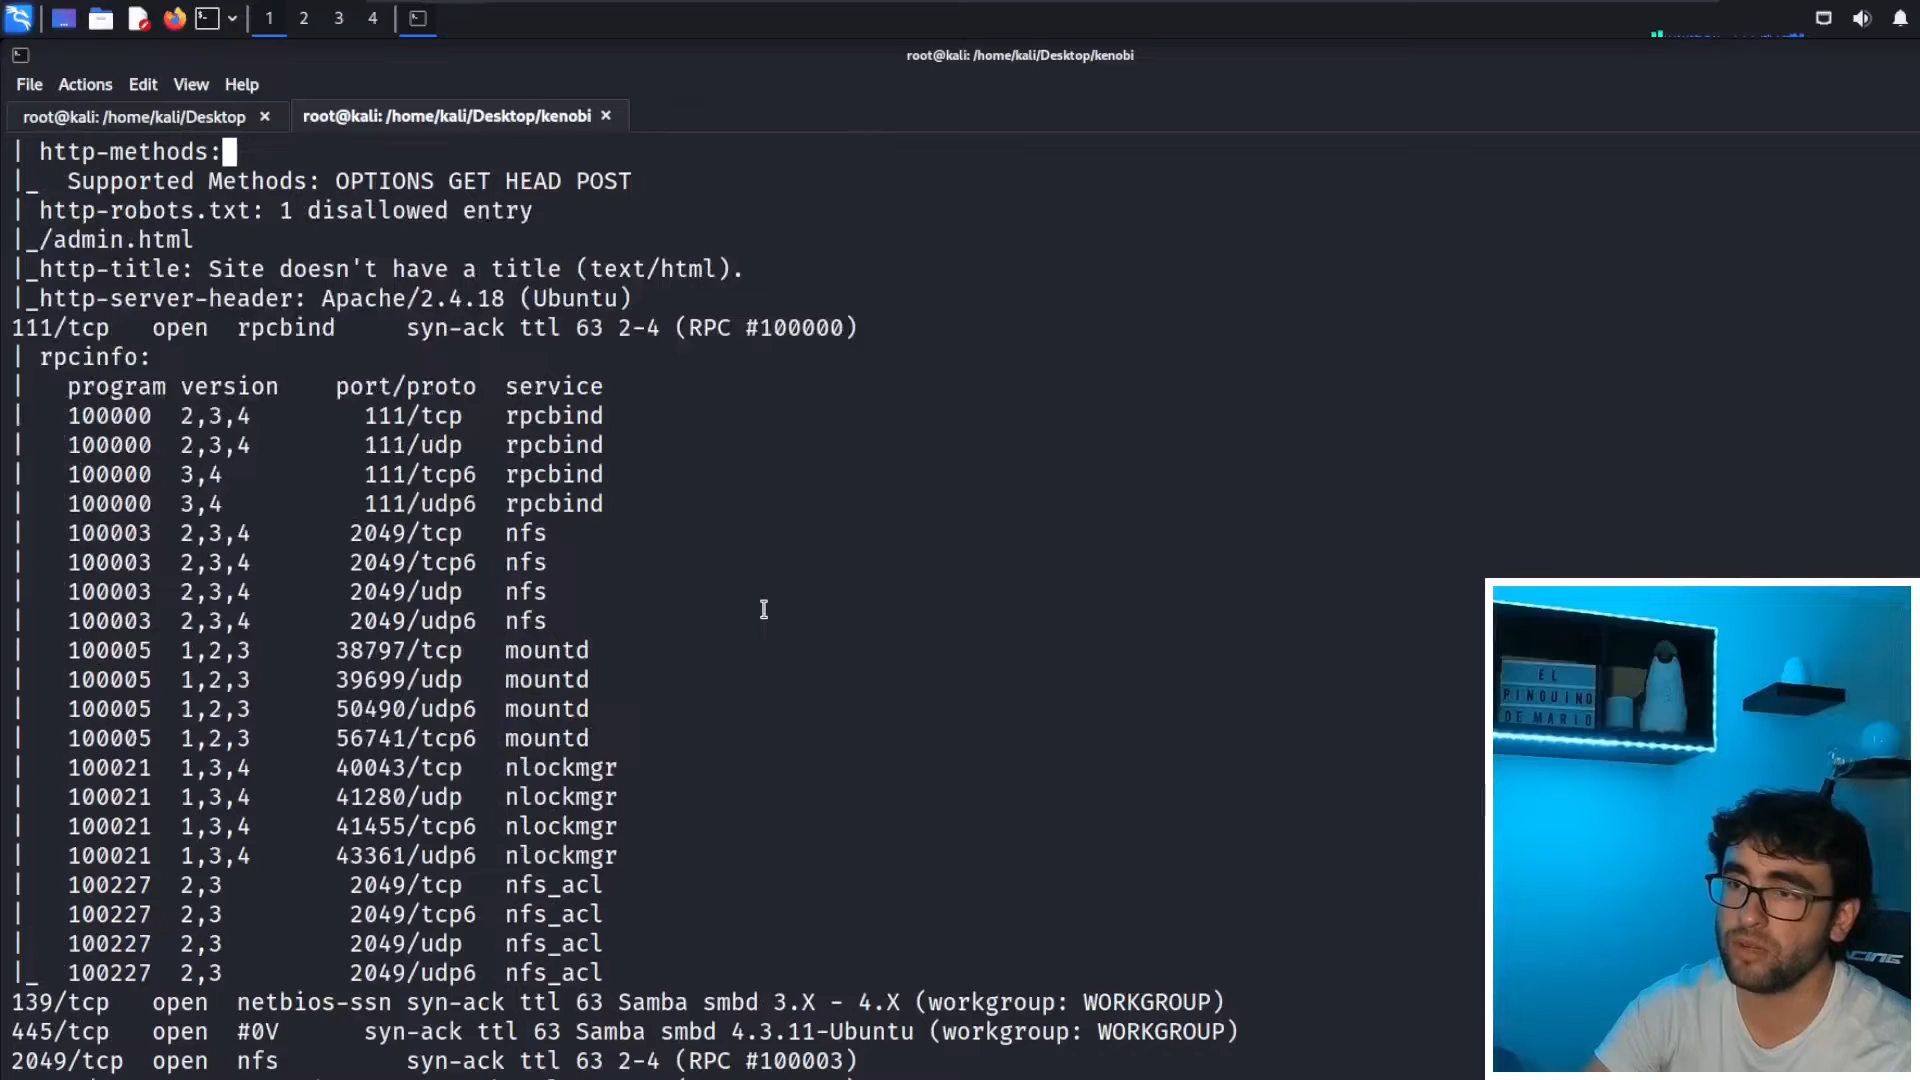 1 2 3 4
root@kali: /home/kali/Desktop/kenobi
File Actions Edit View Help
root@kali: /home/kali/Desktop × root@kali: /home/kali/Desktop/kenobi ×
| http-methods:
|_  Supported Methods: OPTIONS GET HEAD POST
| http-robots.txt: 1 disallowed entry
|_/admin.html
|_http-title: Site doesn't have a title (text/html).
|_http-server-header: Apache/2.4.18 (Ubuntu)
111/tcp   open  rpcbind     syn-ack ttl 63 2-4 (RPC #100000)
| rpcinfo:
|   program version    port/proto  service
|   100000  2,3,4        111/tcp   rpcbind
|   100000  2,3,4        111/udp   rpcbind
|   100000  3,4          111/tcp6  rpcbind
|   100000  3,4          111/udp6  rpcbind
|   100003  2,3,4       2049/tcp   nfs
|   100003  2,3,4       2049/tcp6  nfs
|   100003  2,3,4       2049/udp   nfs
|   100003  2,3,4       2049/udp6  nfs
|   100005  1,2,3      38797/tcp   mountd
|   100005  1,2,3      39699/udp   mountd
|   100005  1,2,3      50490/udp6  mountd
|   100005  1,2,3      56741/tcp6  mountd
|   100021  1,3,4      40043/tcp   nlockmgr
|   100021  1,3,4      41280/udp   nlockmgr
|   100021  1,3,4      41455/tcp6  nlockmgr
|   100021  1,3,4      43361/udp6  nlockmgr
|   100227  2,3         2049/tcp   nfs_acl
|   100227  2,3         2049/tcp6  nfs_acl
|   100227  2,3         2049/udp   nfs_acl
|_  100227  2,3         2049/udp6  nfs_acl
139/tcp   open  netbios-ssn syn-ack ttl 63 Samba smbd 3.X - 4.X (workgroup: WORKGROUP)
445/tcp   open  #0V      syn-ack ttl 63 Samba smbd 4.3.11-Ubuntu (workgroup: WORKGROUP)
2049/tcp  open  nfs         syn-ack ttl 63 2-4 (RPC #100003)
EL
PINGUINO
DE MARIO